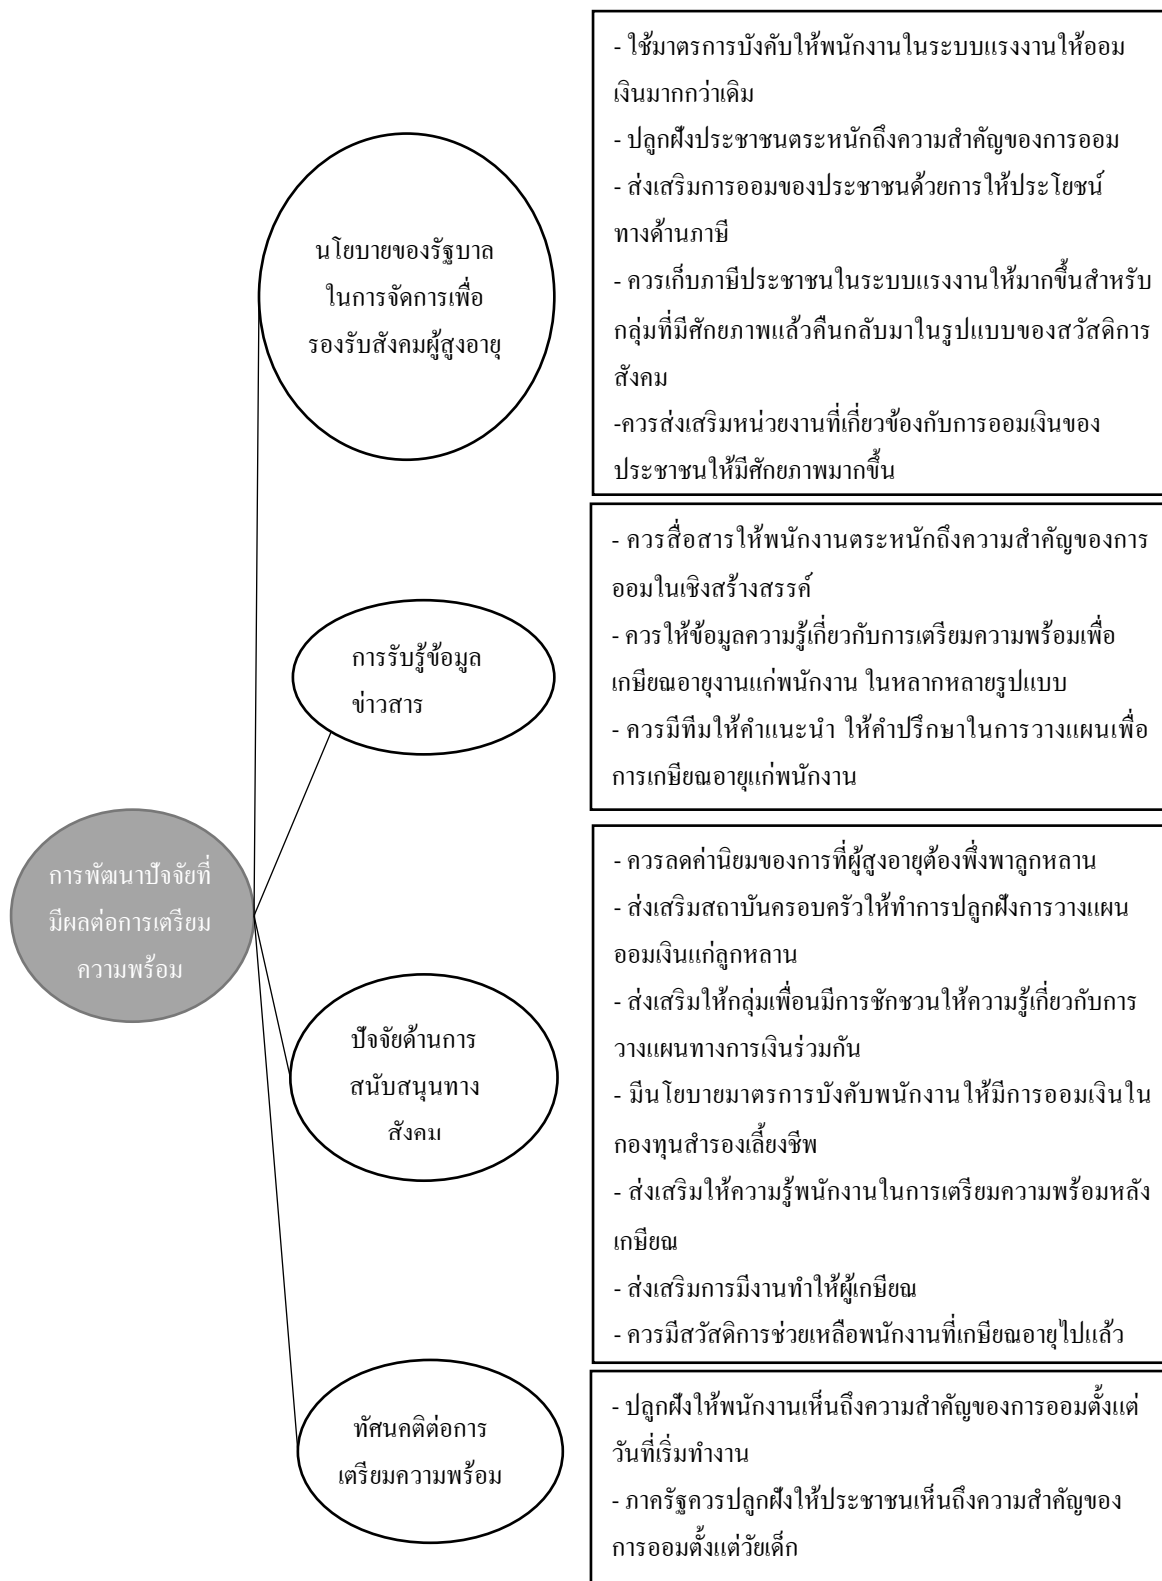 การพัฒนาปัจจัยที่
มีผลต่อการเตรียม
ความพร้อม
นโยบายของรัฐบาล
ในการจัดการเพื่อ
รองรับสังคมผู้สูงอายุ
- ใช้มาตรการบังคับให้พนักงานในระบบแรงงานให้ออม
เงินมากกว่าเดิม
- ปลูกฝังประชาชนตระหนักถึงความสำคัญของการออม
- ส่งเสริมการออมของประชาชนด้วยการให้ประโยชน์
ทางด้านภาษี
- ควรเก็บภาษีประชาชนในระบบแรงงานให้มากขึ้นสำหรับ
กลุ่มที่มีศักยภาพแล้วคืนกลับมาในรูปแบบของสวัสดิการ
สังคม
-ควรส่งเสริมหน่วยงานที่เกี่ยวข้องกับการออมเงินของ
ประชาชนให้มีศักยภาพมากขึ้น
การรับรู้ข้อมูล
ข่าวสาร
- ควรสื่อสารให้พนักงานตระหนักถึงความสำคัญของการ
ออมในเชิงสร้างสรรค์
- ควรให้ข้อมูลความรู้เกี่ยวกับการเตรียมความพร้อมเพื่อ
เกษียณอายุงานแก่พนักงาน ในหลากหลายรูปแบบ
- ควรมีทีมให้คำแนะนำ ให้คำปรึกษาในการวางแผนเพื่อ
การเกษียณอายุแก่พนักงาน
ปัจจัยด้านการ
สนับสนุนทาง
สังคม
- ควรลดค่านิยมของการที่ผู้สูงอายุต้องพึ่งพาลูกหลาน
- ส่งเสริมสถาบันครอบครัวให้ทำการปลูกฝังการวางแผน
ออมเงินแก่ลูกหลาน
- ส่งเสริมให้กลุ่มเพื่อนมีการชักชวนให้ความรู้เกี่ยวกับการ
วางแผนทางการเงินร่วมกัน
- มีนโยบายมาตรการบังคับพนักงานให้มีการออมเงินใน
กองทุนสำรองเลี้ยงชีพ
- ส่งเสริมให้ความรู้พนักงานในการเตรียมความพร้อมหลัง
เกษียณ
- ส่งเสริมการมีงานทำให้ผู้เกษียณ
- ควรมีสวัสดิการช่วยเหลือพนักงานที่เกษียณอายุไปแล้ว
ทัศนคติต่อการ
เตรียมความพร้อม
- ปลูกฝังให้พนักงานเห็นถึงความสำคัญของการออมตั้งแต่
วันที่เริ่มทำงาน
- ภาครัฐควรปลูกฝังให้ประชาชนเห็นถึงความสำคัญของ
การออมตั้งแต่วัยเด็ก